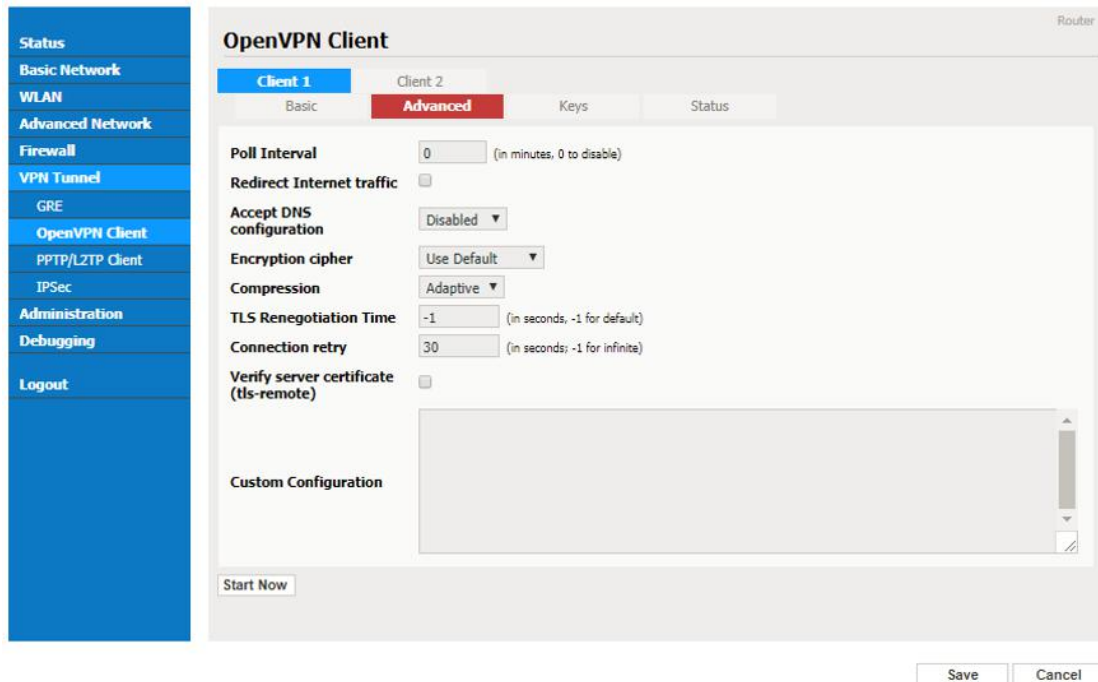 Router
Status
Basic Network
WLAN
Advanced Network
Firewall
VPN Tunnel
GRE
OpenVPN Client
PPTP/L2TP Client
IPSec
Administration
Debugging
Logout
OpenVPN Client
Client 1 Client 2
Basic Advanced Keys Status
Poll Interval 0 (in minutes, 0 to disable)
Redirect Internet traffic
Accept DNS
configuration Disabled
Encryption cipher Use Default
Compression Adaptive
TLS Renegotiation Time -1 (in seconds, -1 for default)
Connection retry 30 (in seconds; -1 for infinite)
Verify server certificate
(tls-remote)
Custom Configuration
Start Now
Save Cancel